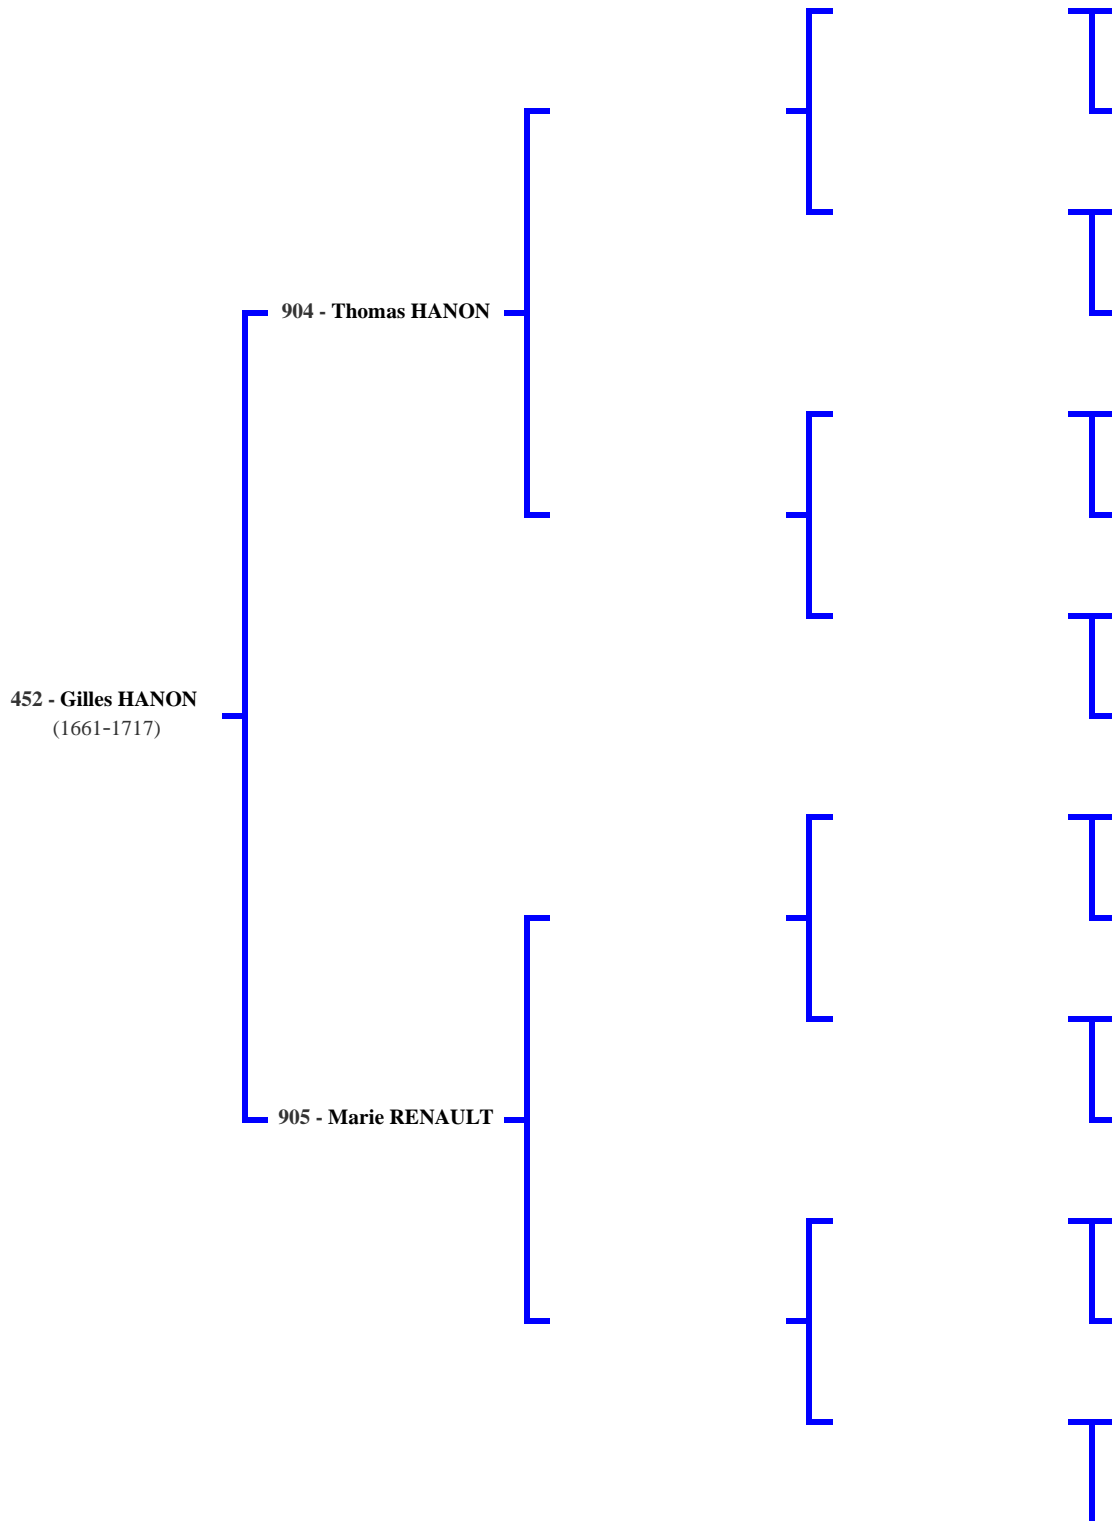 904 - Thomas HANON
452 - Gilles HANON
(1661-1717)
905 - Marie RENAULT